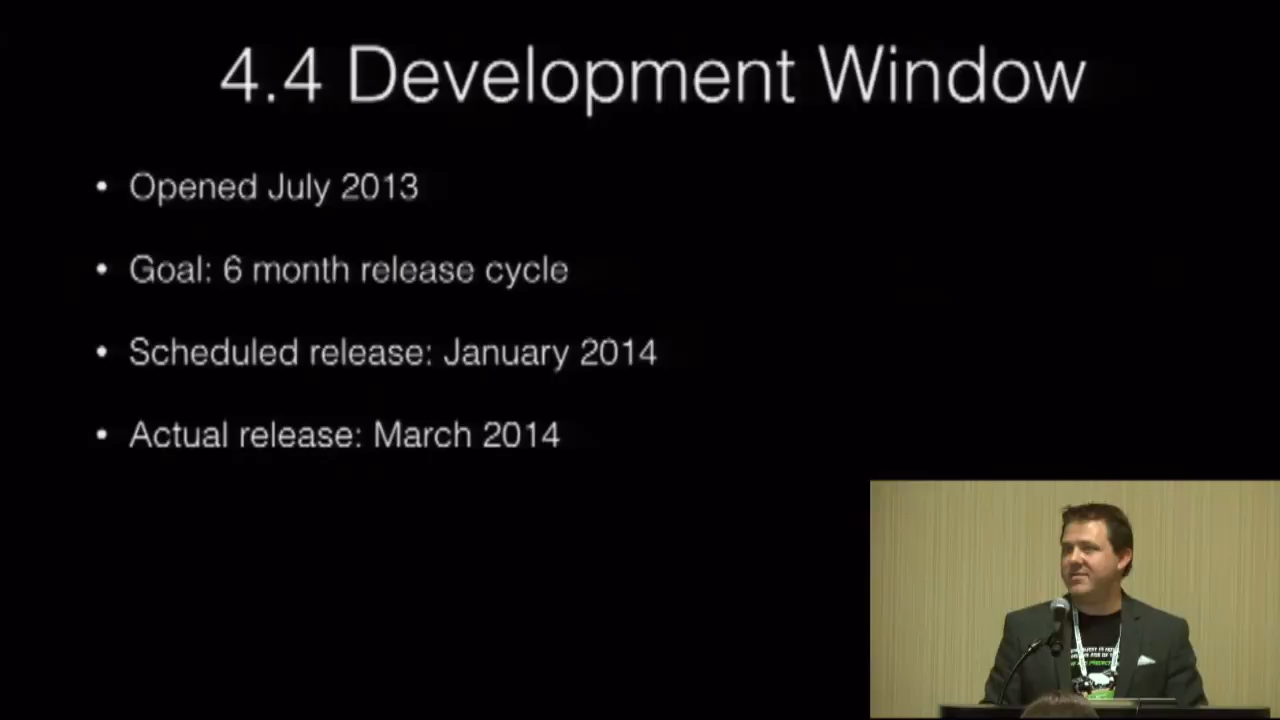 4.4 Development Window
• Opened July 2013
• Goal: 6 month release cycle
• Scheduled release: January 2014
• Actual release: March 2014